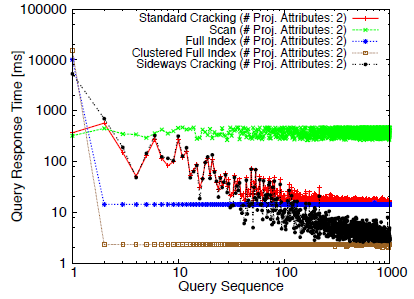 100000
10000
1000
100
10
1
Query Response Time [ms]
Standard Cracking (# Proj. Attributes: 2)
Scan (# Proj. Attributes: 2)
Full Index (# Proj. Attributes: 2)
Clustered Full Index (# Proj. Attributes: 2)
Sideways Cracking (# Proj. Attributes: 2)
1 10 100 1000
Query Sequence